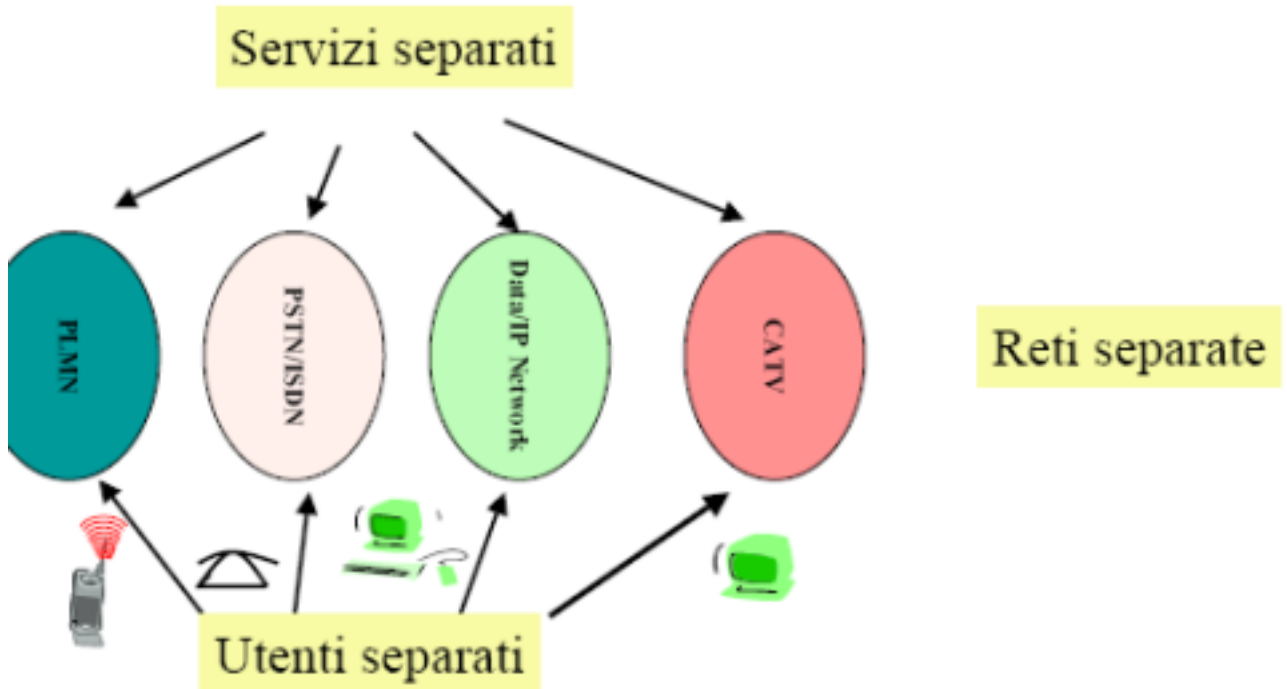 Servizi separati
PLMN
PSTN/ISDN
Data/IP Network
CATV
Reti separate
Utenti separati